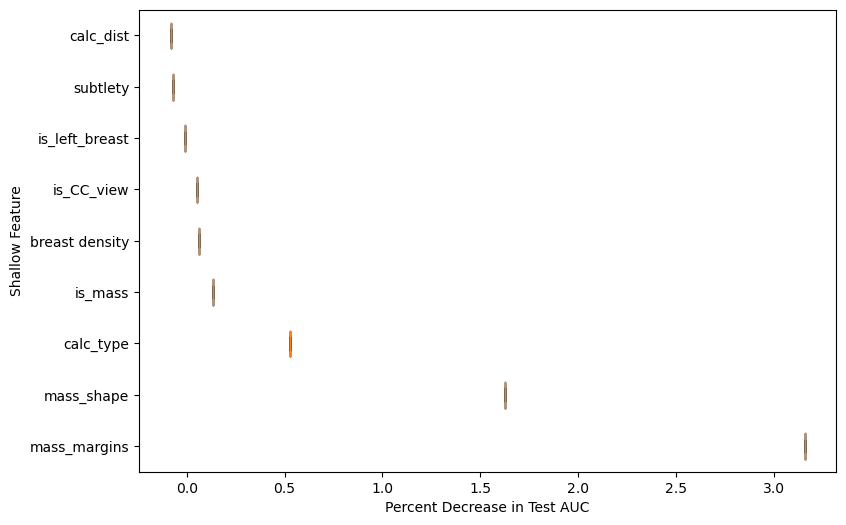 calc_dist
subtlety
is_left_breast
is_CC_view
breast density
is_mass
calc_type
mass_shape
mass_margins
Shallow Feature
0.0 0.5 1.0 1.5 2.0 2.5 3.0
Percent Decrease in Test AUC